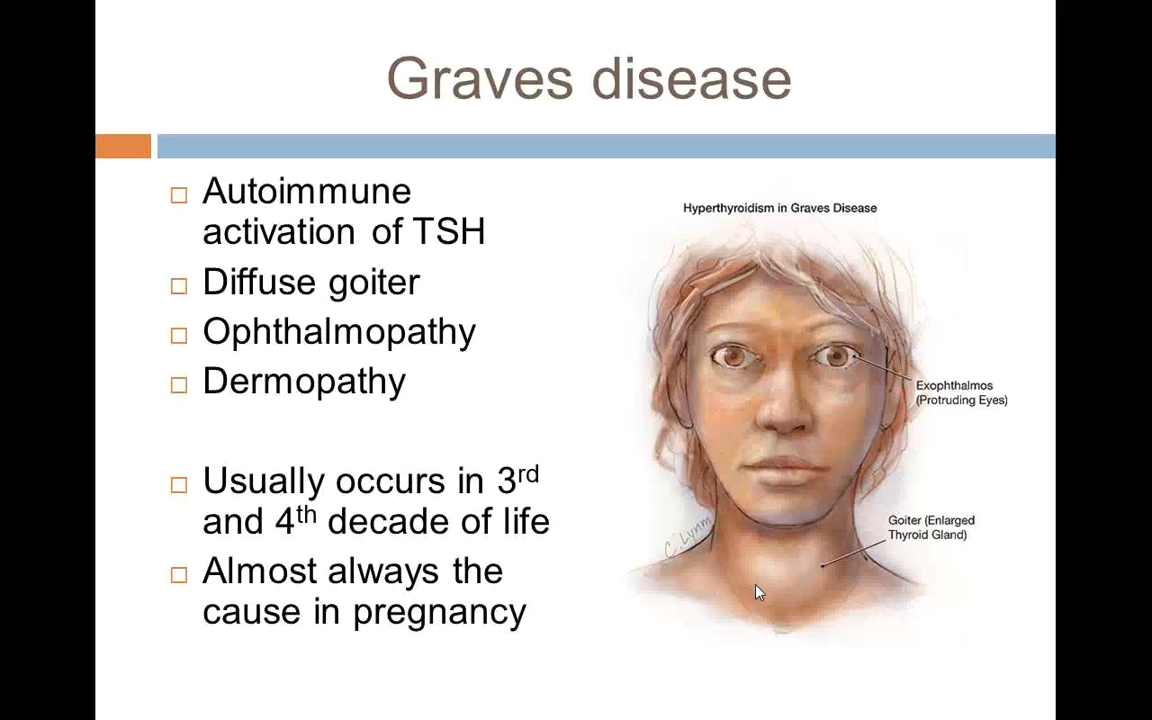 Graves disease
Autoimmune
activation of TSH
Diffuse goiter
Ophthalmopathy
Dermopathy
Usually occurs in 3rd
and 4th decade of life
Almost always the
cause in pregnancy
Hyperthyroidism in Graves Disease
Exophthalmos
(Protruding Eyes)
Goiter (Enlarged
Thyroid Gland)
C. Lynm